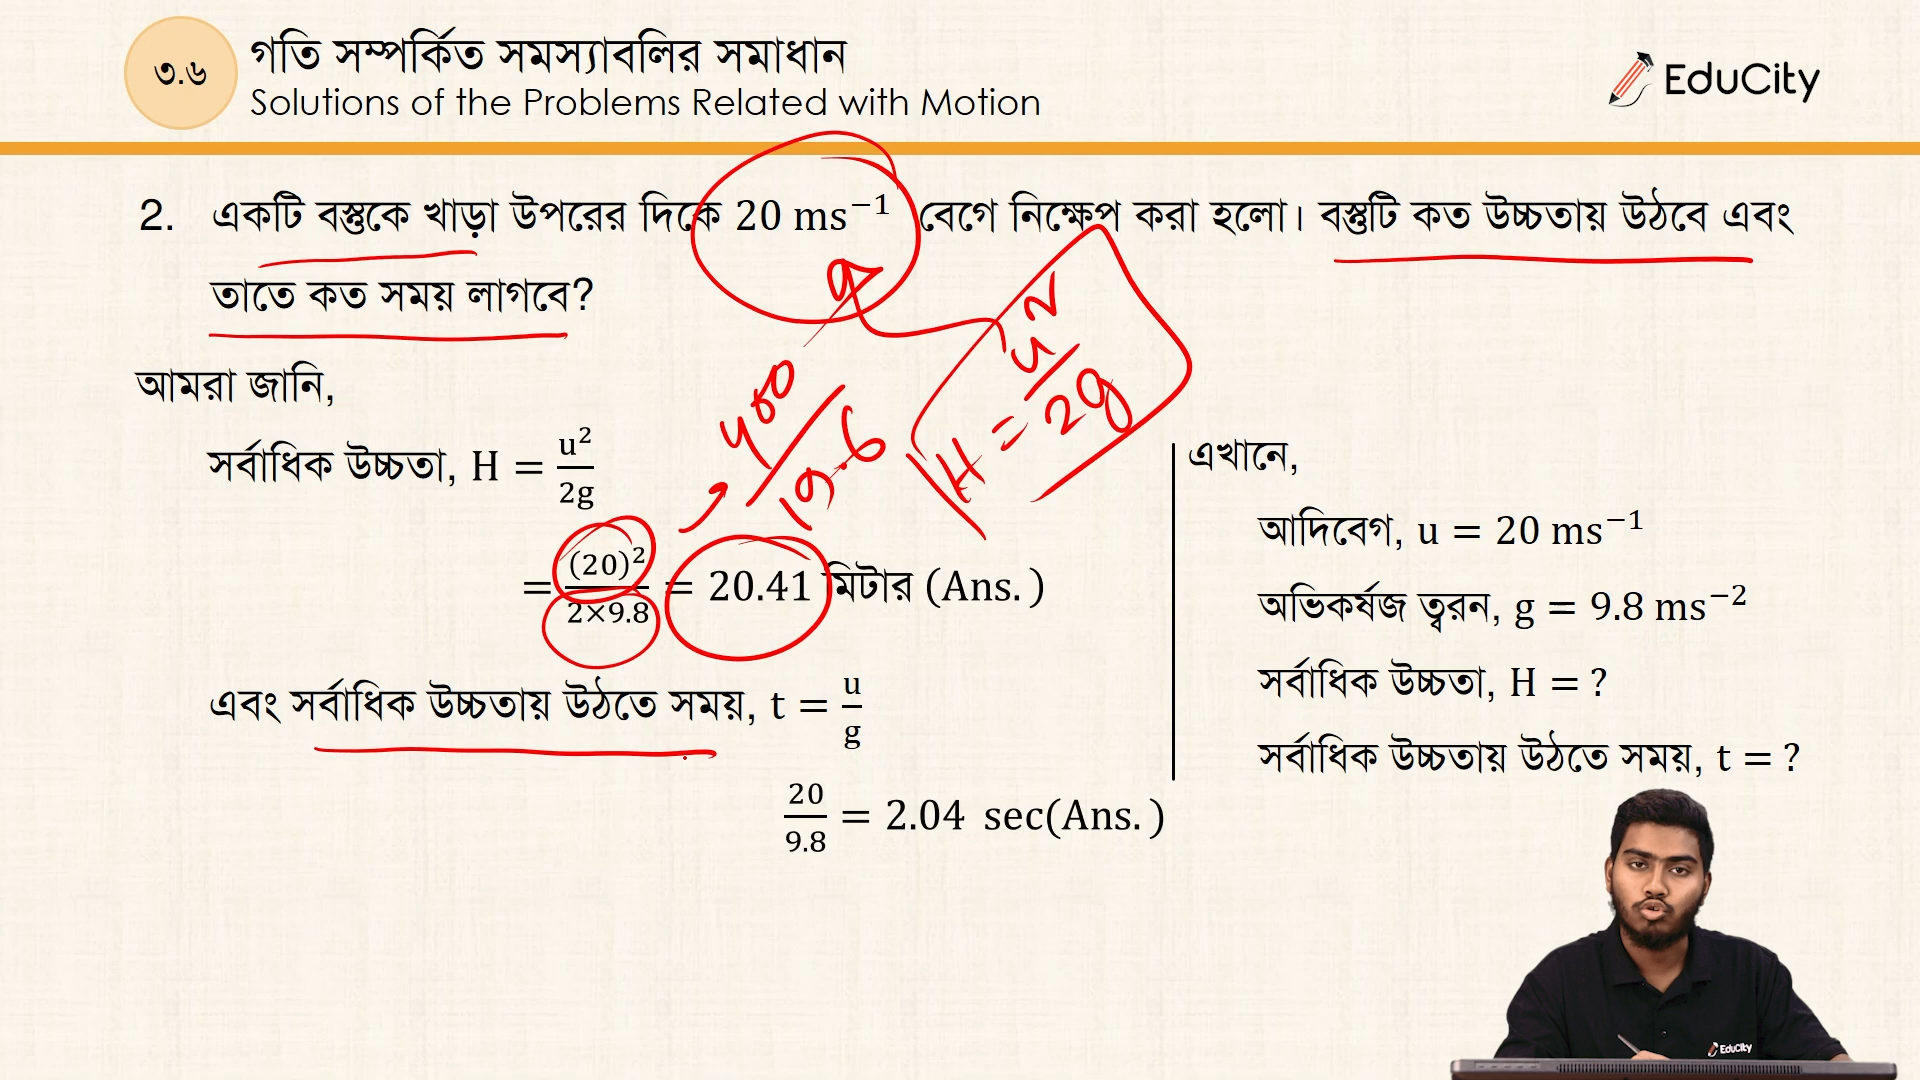 ৩.৬
গতি সম্পর্কিত সমস্যাবলির সমাধান
Solutions of the Problems Related with Motion
EduCity
2. একটি বস্তুকে খাড়া উপরের দিকে 20 ms⁻¹ বেগে নিক্ষেপ করা হলো। বস্তুটি কত উচ্চতায় উঠবে এবং
তাতে কত সময় লাগবে?
আমরা জানি,
সর্বাধিক উচ্চতা, H = u²/2g
= (20)²/2×9.8 = 20.41 মিটার (Ans.)
400/19.6
H = u²/2g
এবং সর্বাধিক উচ্চতায় উঠতে সময়, t = u/g
20/9.8 = 2.04 sec(Ans.)
এখানে,
আদিবেগ, u = 20 ms⁻¹
অভিকর্ষজ ত্বরন, g = 9.8 ms⁻²
সর্বাধিক উচ্চতা, H = ?
সর্বাধিক উচ্চতায় উঠতে সময়, t = ?
EduCity